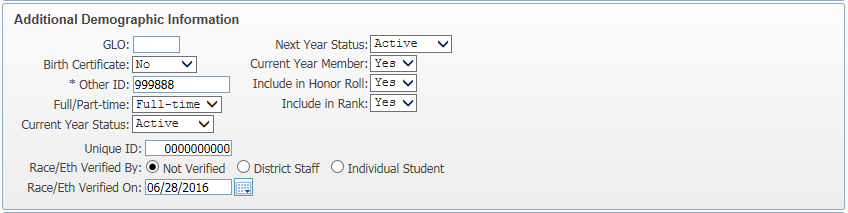 Additional Demographic Information
GLO: Next Year Status: Active
Birth Certificate: No Current Year Member: Yes
* Other ID: 999888 Include in Honor Roll: Yes
Full/Part-time: Full-time Include in Rank: Yes
Current Year Status: Active
Unique ID: 0000000000
Race/Eth Verified By: Not Verified District Staff Individual Student
Race/Eth Verified On: 06/28/2016